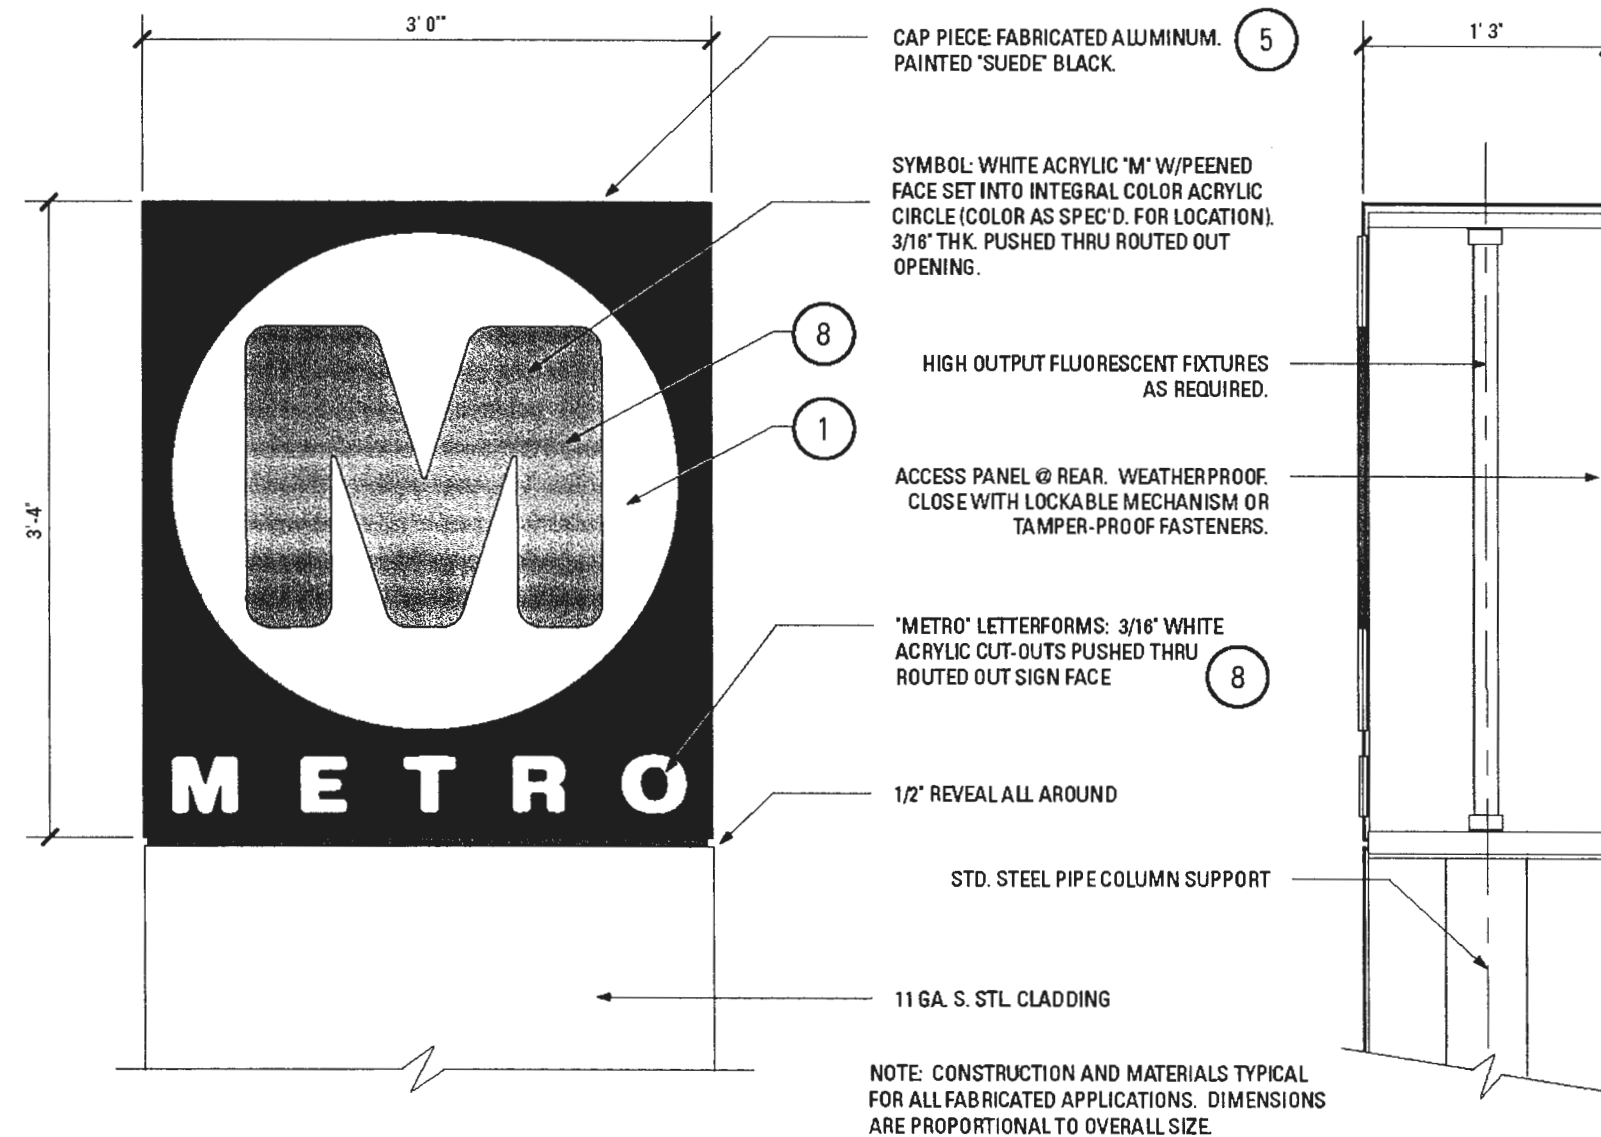 3' 0""
1' 3"
CAP PIECE: FABRICATED ALUMINUM.
PAINTED "SUEDE" BLACK.
5
SYMBOL: WHITE ACRYLIC "M" W/PEENED
FACE SET INTO INTEGRAL COLOR ACRYLIC
CIRCLE (COLOR AS SPEC'D. FOR LOCATION).
3/16" THK. PUSHED THRU ROUTED OUT
OPENING.
8
1
HIGH OUTPUT FLUORESCENT FIXTURES
AS REQUIRED.
ACCESS PANEL @ REAR. WEATHERPROOF.
CLOSE WITH LOCKABLE MECHANISM OR
TAMPER-PROOF FASTENERS.
3'-4"
M
METRO
"METRO" LETTERFORMS: 3/16" WHITE
ACRYLIC CUT-OUTS PUSHED THRU
ROUTED OUT SIGN FACE
8
1/2" REVEAL ALL AROUND
STD. STEEL PIPE COLUMN SUPPORT
11 GA. S. STL. CLADDING
NOTE: CONSTRUCTION AND MATERIALS TYPICAL
FOR ALL FABRICATED APPLICATIONS. DIMENSIONS
ARE PROPORTIONAL TO OVERALL SIZE.